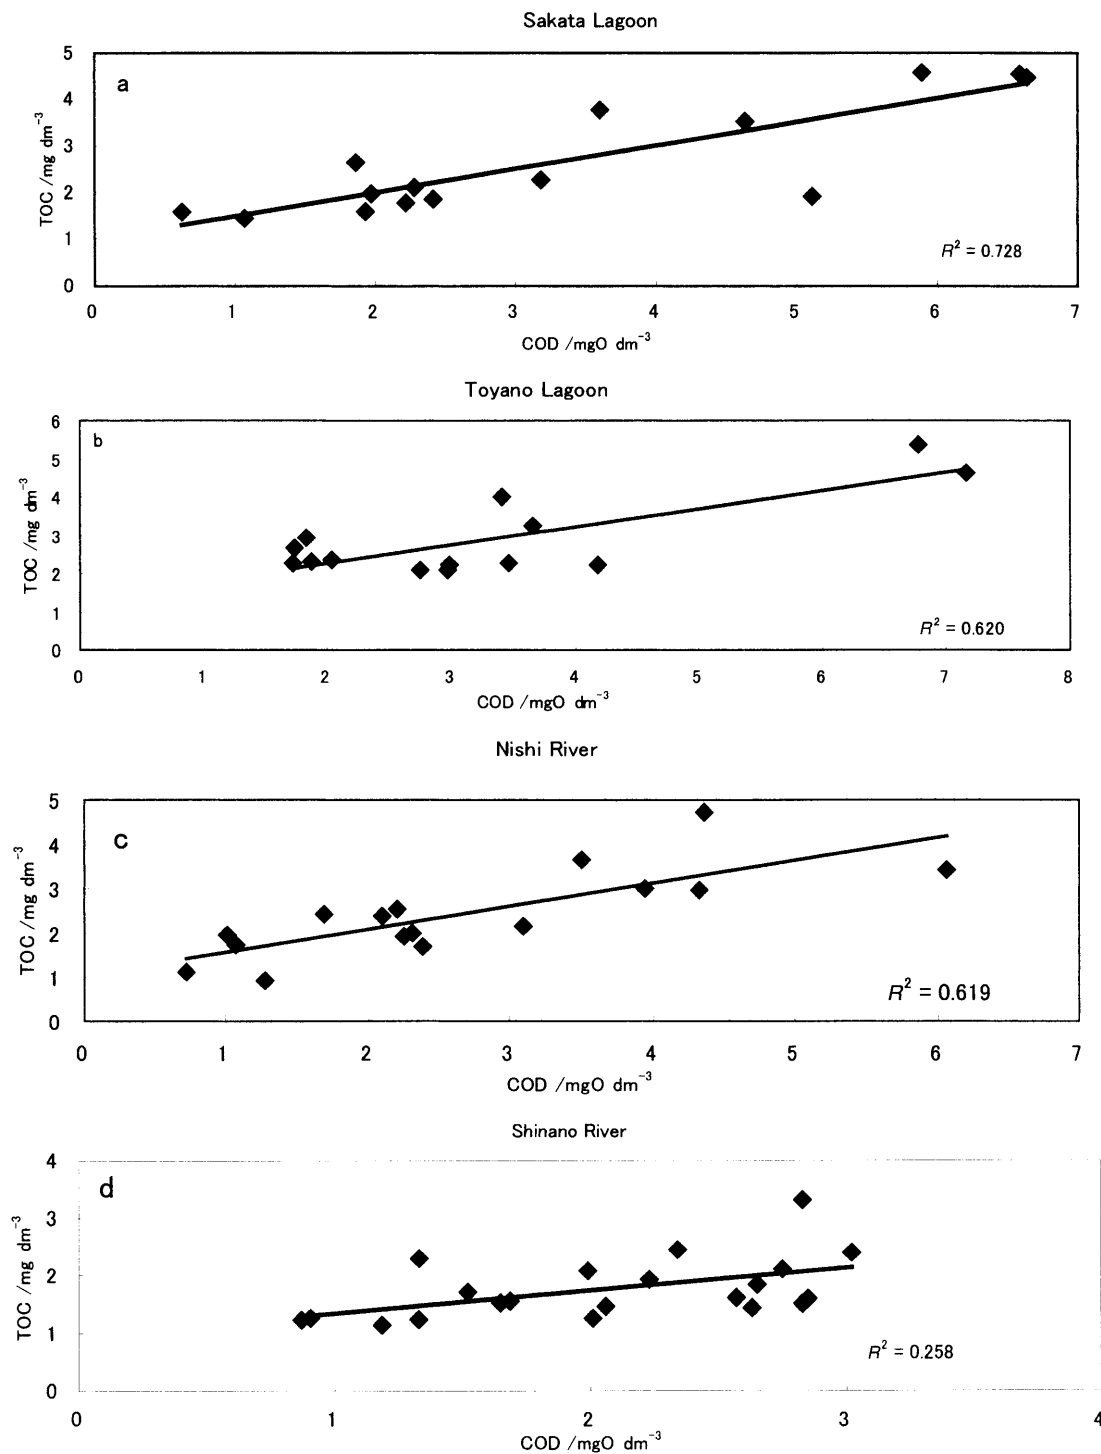 Sakata Lagoon
a
5
4
3
2
1
0
TOC /mg dm⁻³
R² = 0.728
0 1 2 3 4 5 6 7
COD /mgO dm⁻³
Toyano Lagoon
b
6
5
4
3
2
1
0
TOC /mg dm⁻³
R² = 0.620
0 1 2 3 4 5 6 7 8
COD /mgO dm⁻³
Nishi River
c
5
4
3
2
1
0
TOC /mg dm⁻³
R² = 0.619
0 1 2 3 4 5 6 7
COD /mgO dm⁻³
Shinano River
d
4
3
2
1
0
TOC /mg dm⁻³
R² = 0.258
0 1 2 3 4
COD /mgO dm⁻³